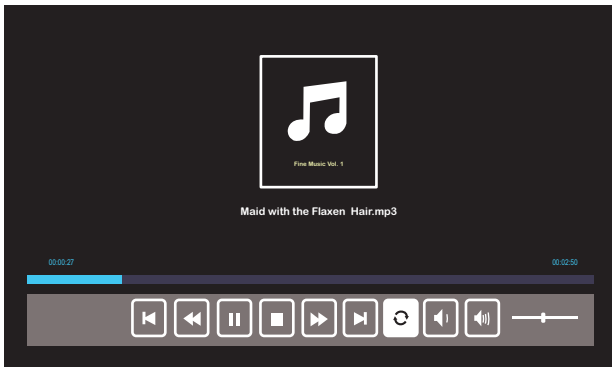 Fine Music Vol. 1
Maid with the Flaxen  Hair.mp3
00:00:27
00:02:50